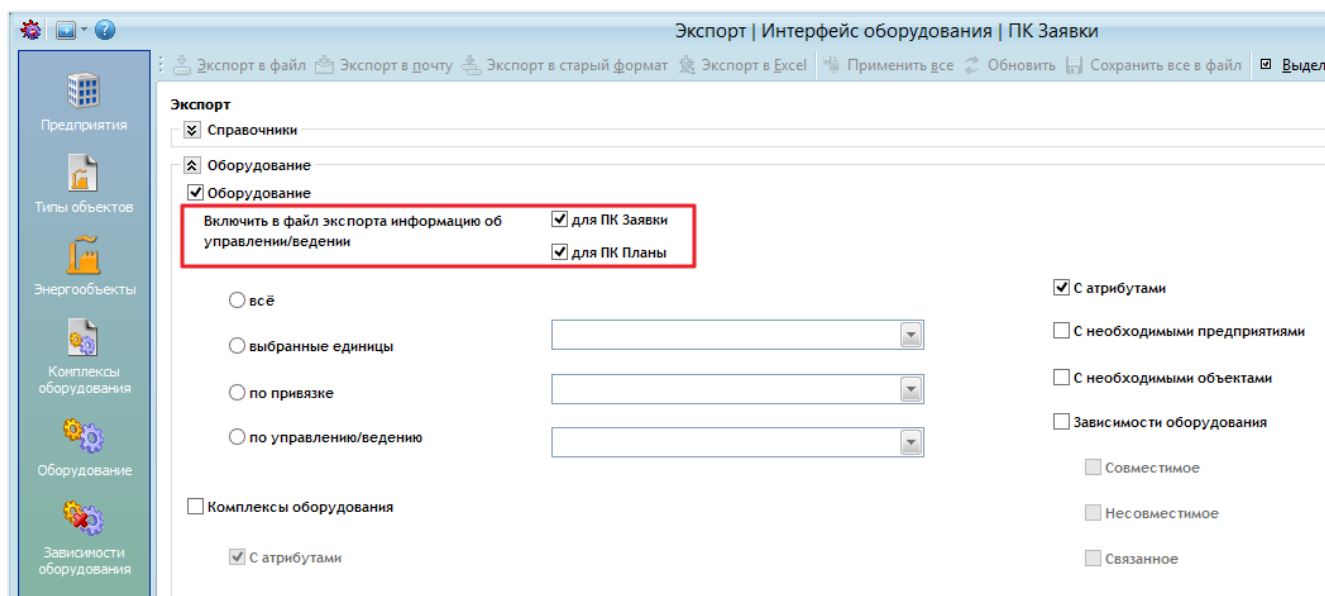 Экспорт | Интерфейс оборудования | ПК Заявки
Экспорт в файл Экспорт в почту Экспорт в старый формат Экспорт в Excel Применить все Обновить Сохранить все в файл Выдел
Предприятия
Типы объектов
Энергообъекты
Комплексы
оборудования
Оборудование
Зависимости
оборудования
Экспорт
Справочники
Оборудование
Оборудование
Включить в файл экспорта информацию об
управлении/ведении
для ПК Заявки
для ПК Планы
всё
выбранные единицы
по привязке
по управлению/ведению
Комплексы оборудования
С атрибутами
С атрибутами
С необходимыми предприятиями
С необходимыми объектами
Зависимости оборудования
Совместимое
Несовместимое
Связанное